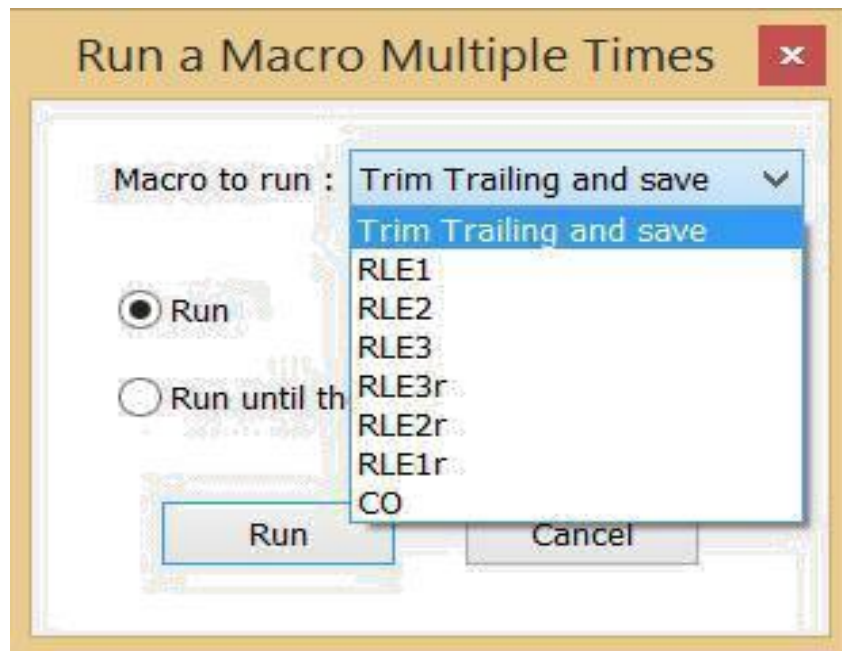 Run a Macro Multiple Times
Macro to run : Trim Trailing and save
Trim Trailing and save
RLE1
RLE2
Run
RLE3
RLE3r
Run until th
RLE2r
RLE1r
CO
Run
Cancel